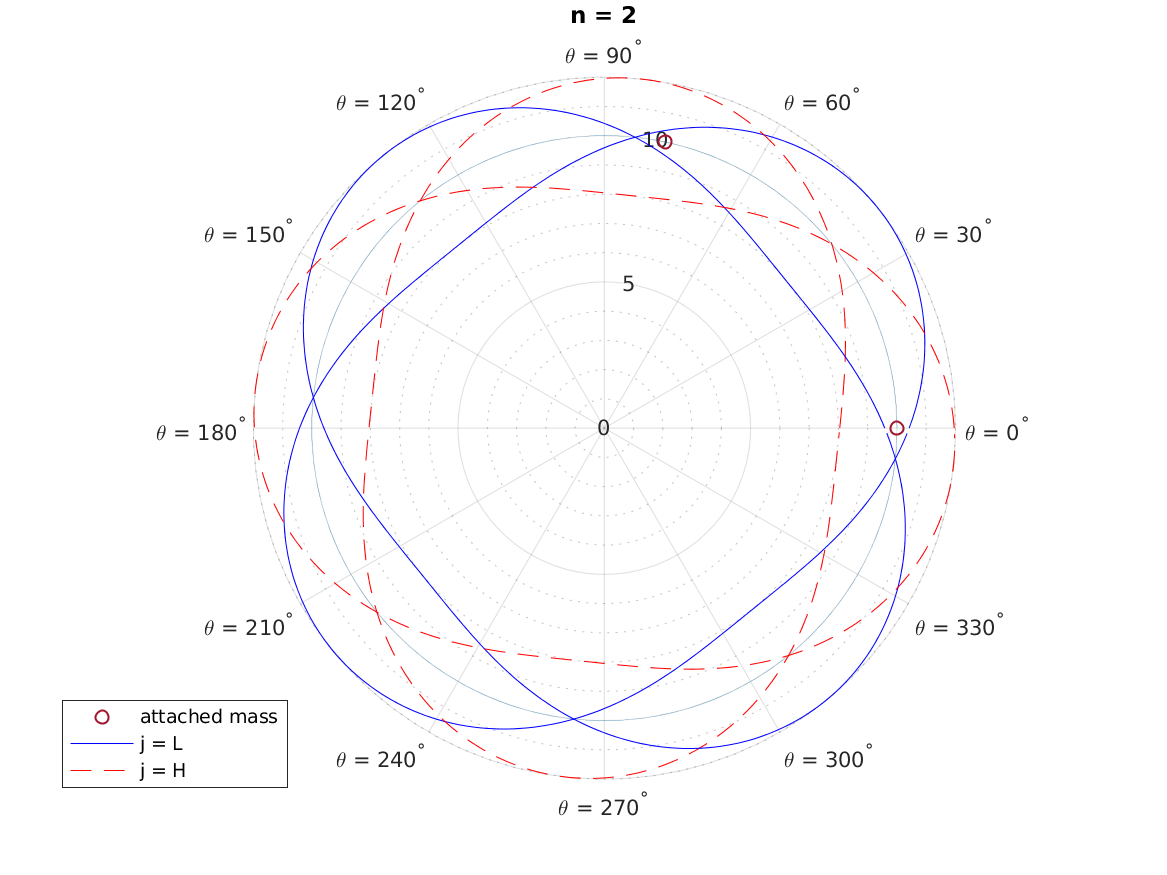 n = 2
θ = 90°
θ = 120°
θ = 60°
10
θ = 150°
θ = 30°
5
θ = 180°
0
θ = 0°
θ = 210°
θ = 330°
attached mass
j = L
j = H
θ = 240°
θ = 300°
θ = 270°